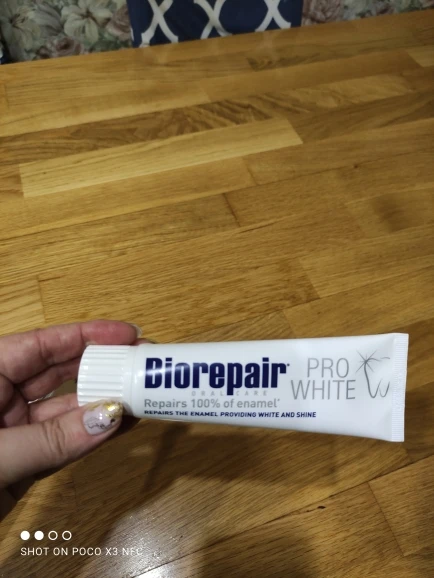 Biorepair®
ORAL CARE
Repairs 100% of enamel*
REPAIRS THE ENAMEL PROVIDING WHITE AND SHINE
PRO
WHITE
SHOT ON POCO X3 NFC